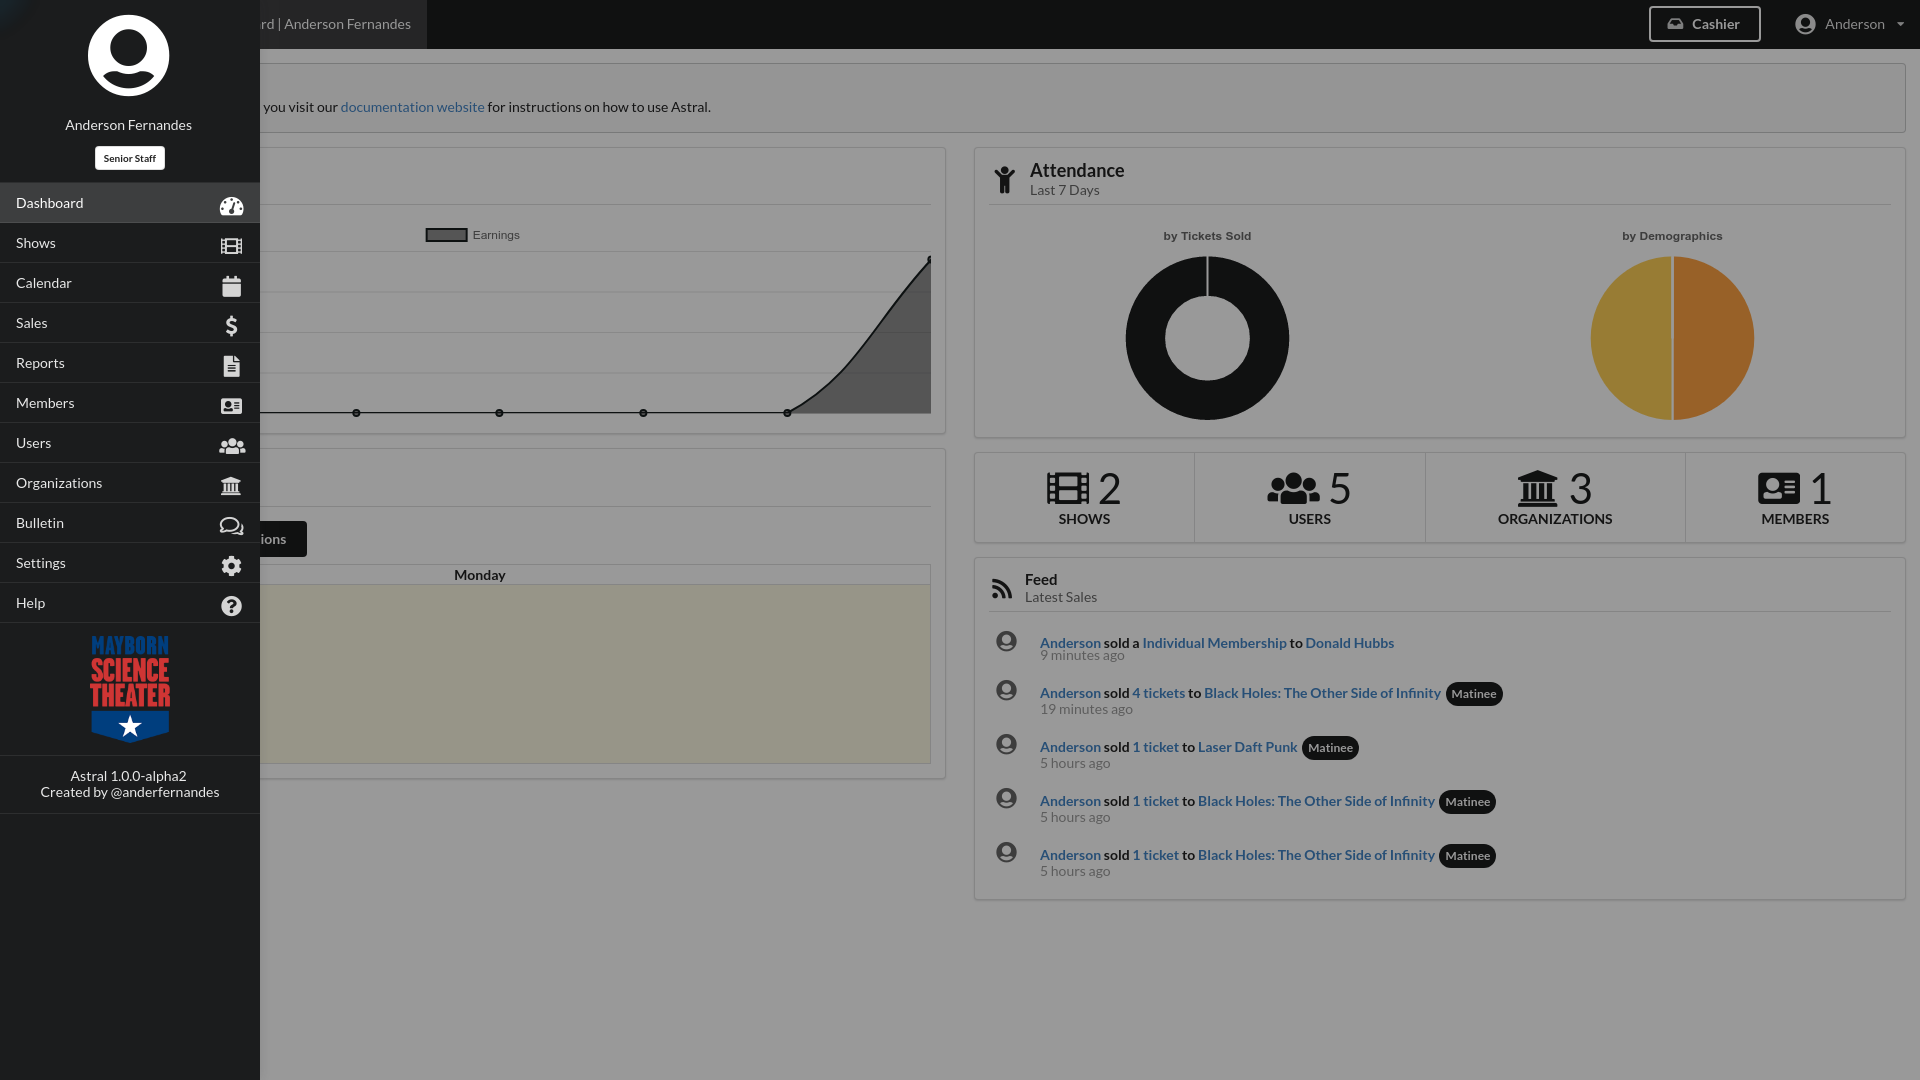 Anderson Fernandes
Senior Staff
Dashboard
Shows
Calendar
Sales
Reports
Members
Users
Organizations
Bulletin
Settings
Help
MAYBORN
SCIENCE
THEATER
Astral 1.0.0-alpha2
Created by @anderfernandes
rd | Anderson Fernandes
Cashier
Anderson
you visit our documentation website for instructions on how to use Astral.
Earnings
ions
Monday
Attendance
Last 7 Days
by Tickets Sold
by Demographics
2
SHOWS
5
USERS
3
ORGANIZATIONS
1
MEMBERS
Feed
Latest Sales
Anderson sold a Individual Membership to Donald Hubbs
9 minutes ago
Anderson sold 4 tickets to Black Holes: The Other Side of Infinity Matinee
19 minutes ago
Anderson sold 1 ticket to Laser Daft Punk Matinee
5 hours ago
Anderson sold 1 ticket to Black Holes: The Other Side of Infinity Matinee
5 hours ago
Anderson sold 1 ticket to Black Holes: The Other Side of Infinity Matinee
5 hours ago